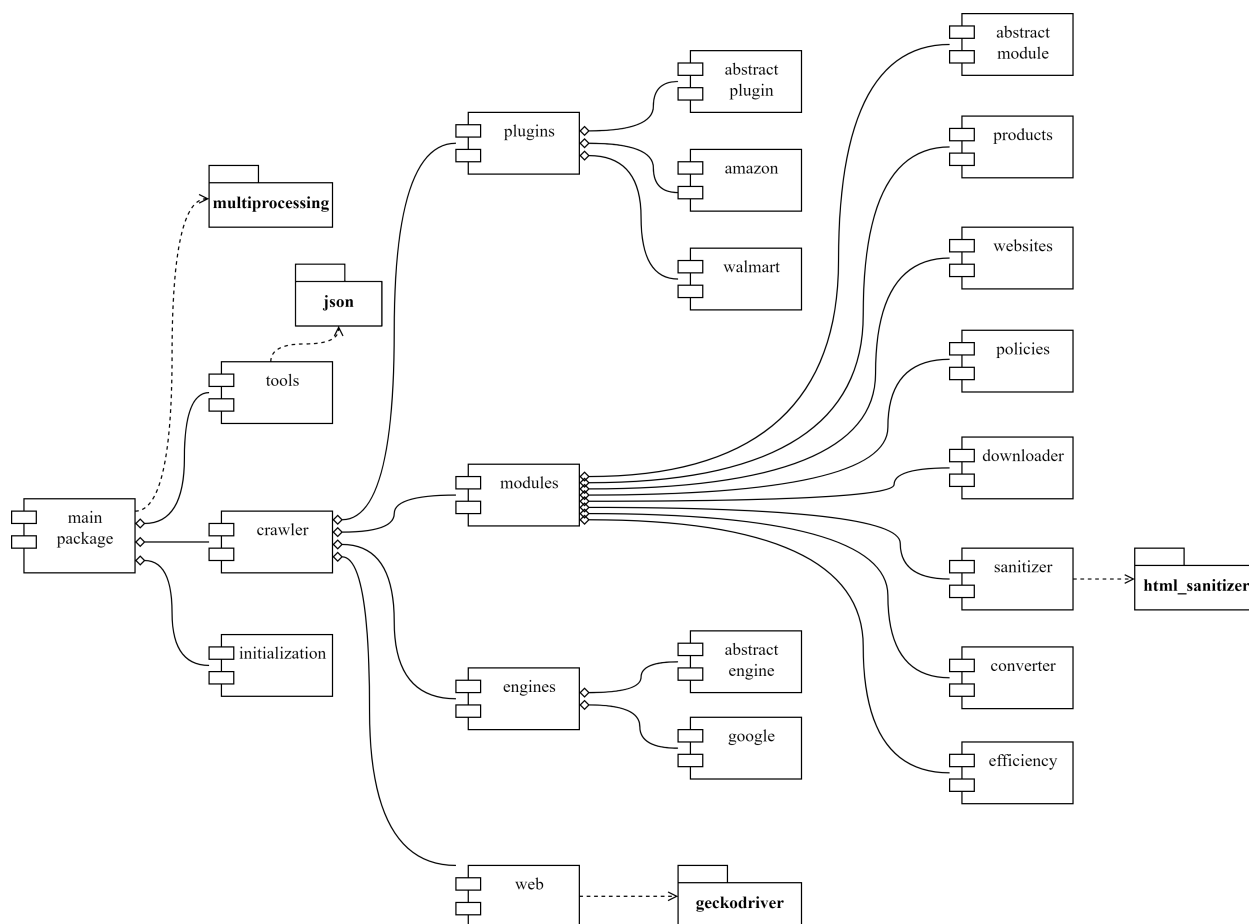 abstract
module
abstract
plugin
products
plugins
amazon
multiprocessing
websites
walmart
json
policies
tools
downloader
modules
main
package
crawler
sanitizer
html_sanitizer
initialization
abstract
engine
converter
engines
google
efficiency
web
geckodriver